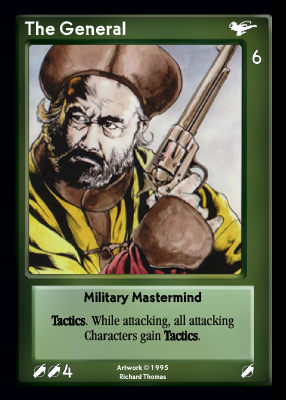 The General
6
Military Mastermind
Tactics. While attacking, all attacking
Characters gain Tactics.
4
Artwork © 1995
Richard Thomas